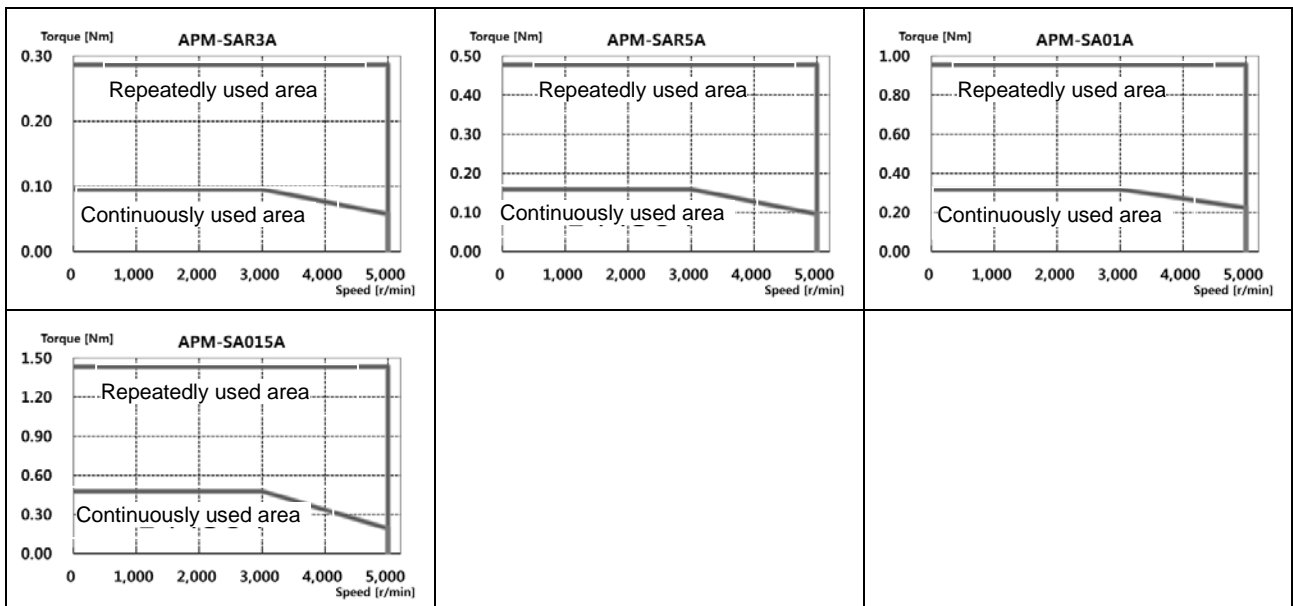 Torque [Nm] APM-SAR3A
0.30
Repeatedly used area
0.20
0.10
Continuously used area
0.00
0 1,000 2,000 3,000 4,000 5,000
Speed [r/min]
Torque [Nm] APM-SAR5A
0.50
Repeatedly used area
0.40
0.30
0.20
Continuously used area
0.10
0.00
0 1,000 2,000 3,000 4,000 5,000
Speed [r/min]
Torque [Nm] APM-SA01A
1.00
Repeatedly used area
0.80
0.60
0.40
Continuously used area
0.20
0.00
0 1,000 2,000 3,000 4,000 5,000
Speed [r/min]
Torque [Nm] APM-SA015A
1.50
Repeatedly used area
1.20
0.90
0.60
Continuously used area
0.30
0.00
0 1,000 2,000 3,000 4,000 5,000
Speed [r/min]